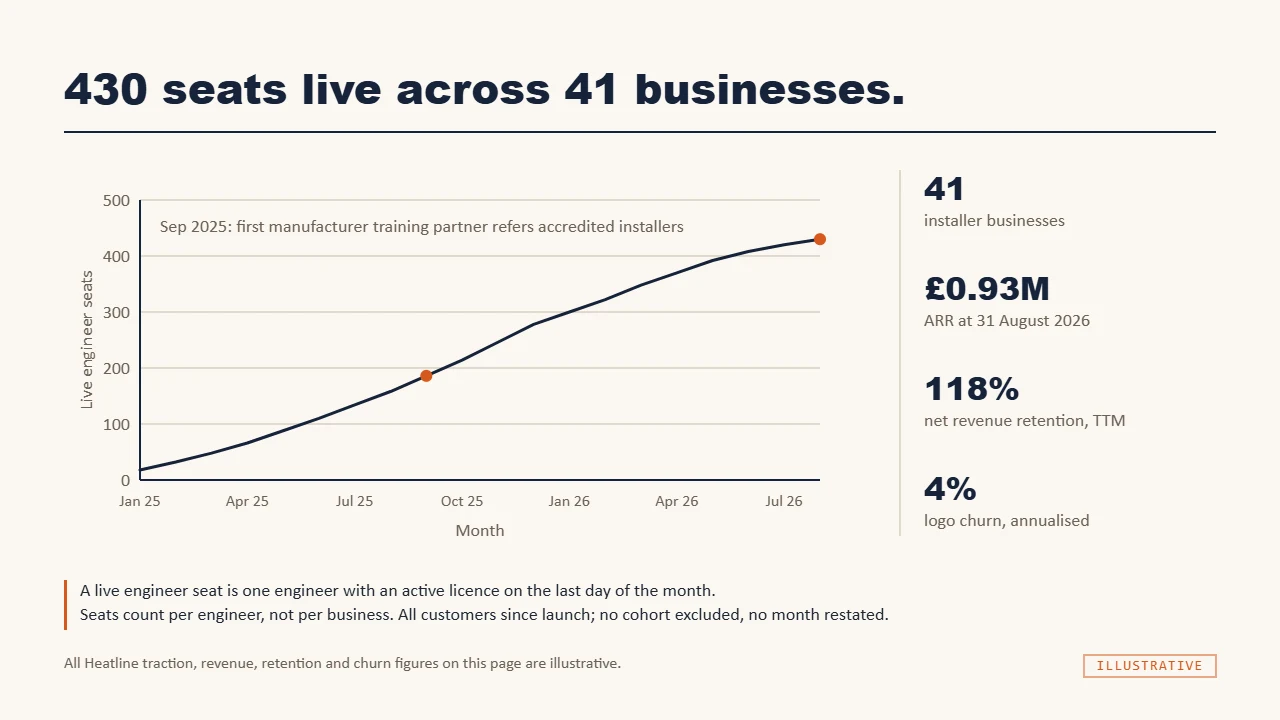 430 seats live across 41 businesses.
500
400
300
200
100
0
Live engineer seats
Sep 2025: first manufacturer training partner refers accredited installers
Jan 25
Apr 25
Jul 25
Oct 25
Jan 26
Apr 26
Jul 26
Month
41
installer businesses
£0.93M
ARR at 31 August 2026
118%
net revenue retention, TTM
4%
logo churn, annualised
A live engineer seat is one engineer with an active licence on the last day of the month.
Seats count per engineer, not per business. All customers since launch; no cohort excluded, no month restated.
All Heatline traction, revenue, retention and churn figures on this page are illustrative.
ILLUSTRATIVE